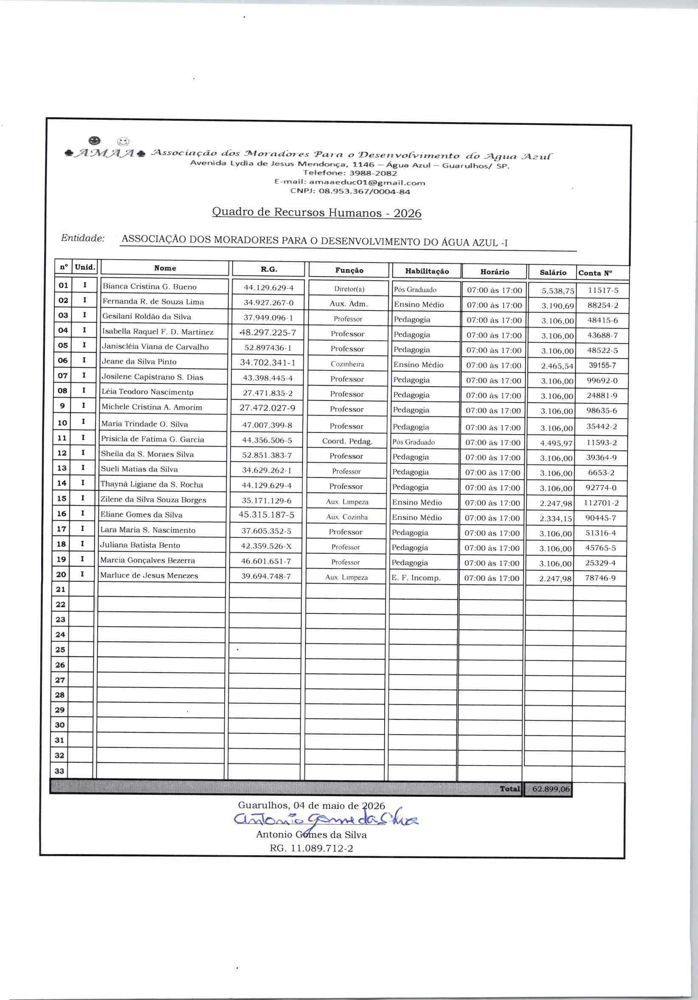 AMAA Associação dos Moradores Para o Desenvolvimento do Agua Azul
Avenida Lydia de Jesus Mendonça, 1146 – Água Azul – Guarulhos/ SP.
Telefone: 3988-2082
E-mail: amaaeduc01@gmail.com
CNPJ: 08.953.367/0004-84
Quadro de Recursos Humanos - 2026
Entidade: ASSOCIAÇÃO DOS MORADORES PARA O DESENVOLVIMENTO DO ÁGUA AZUL -I
nº Unid. Nome R.G. Função Habilitação Horário Salário Conta Nº
01 I Bianca Cristina G. Bueno 44.129.629-4 Diretor(a) Pós Graduado 07:00 às 17:00 5.538,75 11517-5
02 I Fernanda R. de Souza Lima 34.927.267-0 Aux. Adm. Ensino Médio 07:00 às 17:00 3.190,69 88254-2
03 I Gesilani Roldão da Silva 37.949.096-1 Professor Pedagogia 07:00 às 17:00 3.106,00 48415-6
04 I Isabella Raquel F. D. Martinez 48.297.225-7 Professor Pedagogia 07:00 às 17:00 3.106,00 43688-7
05 I Janiscléia Viana de Carvalho 52.897436-1 Professor Pedagogia 07:00 às 17:00 3.106,00 48522-5
06 I Jeane da Silva Pinto 34.702.341-1 Cozinheira Ensino Médio 07:00 às 17:00 2.465,54 39155-7
07 I Josilene Capistrano S. Dias 43.398.445-4 Professor Pedagogia 07:00 às 17:00 3.106,00 99692-0
08 I Léia Teodoro Nascimento 27.471.835-2 Professor Pedagogia 07:00 às 17:00 3.106,00 24881-9
9 I Michele Cristina A. Amorim 27.472.027-9 Professor Pedagogia 07:00 às 17:00 3.106,00 98635-6
10 I Maria Trindade O. Silva 47.007.399-8 Professor Pedagogia 07:00 às 17:00 3.106,00 35442-2
11 I Prisicla de Fatima G. Garcia 44.356.506-5 Coord. Pedag. Pós Graduado 07:00 às 17:00 4.495,97 11593-2
12 I Sheila da S. Moraes Silva 52.851.383-7 Professor Pedagogia 07:00 às 17:00 3.106,00 39364-9
13 I Sueli Matias da Silva 34.629.262-1 Professor Pedagogia 07:00 às 17:00 3.106,00 6653-2
14 I Thayná Ligiane da S. Rocha 44.129.629-4 Professor Pedagogia 07:00 às 17:00 3.106,00 92774-0
15 I Zilene da Silva Souza Borges 35.171.129-6 Aux. Limpeza Ensino Médio 07:00 às 17:00 2.247,98 112701-2
16 I Eliane Gomes da Silva 45.315.187-5 Aux. Cozinha Ensino Médio 07:00 às 17:00 2.334,15 90445-7
17 I Lara Maria S. Nascimento 37.605.352-5 Professor Pedagogia 07:00 às 17:00 3.106,00 51316-4
18 I Juliana Batista Bento 42.359.526-X Professor Pedagogia 07:00 às 17:00 3.106,00 45765-5
19 I Marcia Gonçalves Bezerra 46.601.651-7 Professor Pedagogia 07:00 às 17:00 3.106,00 25329-4
20 I Marluce de Jesus Menezes 39.694.748-7 Aux. Limpeza E. F. Incomp. 07:00 às 17:00 2.247,98 78746-9
21
22
23
24
25
26
27
28
29
30
31
32
33
Total 62.899,06
Guarulhos, 04 de maio de 2026
Antonio Gomes da Silva
Antonio Gomes da Silva
RG. 11.089.712-2